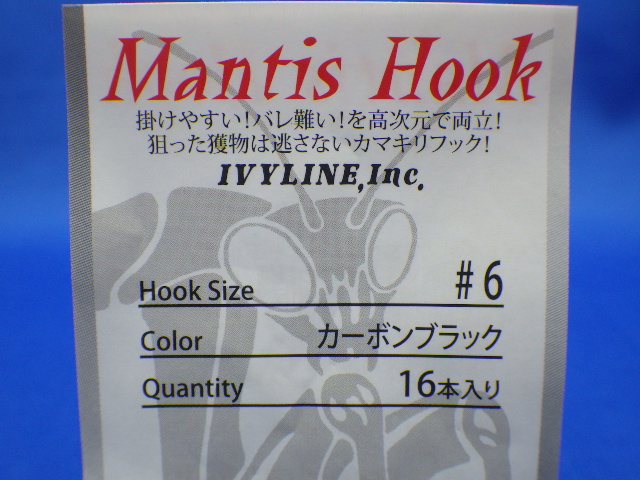 Mantis Hook
掛けやすい!バレ難い!を高次元で両立!
狙った獲物は逃さないカマキリフック!
IVYLINE,Inc.
Hook Size #6
Color カーボンブラック
Quantity 16本入り